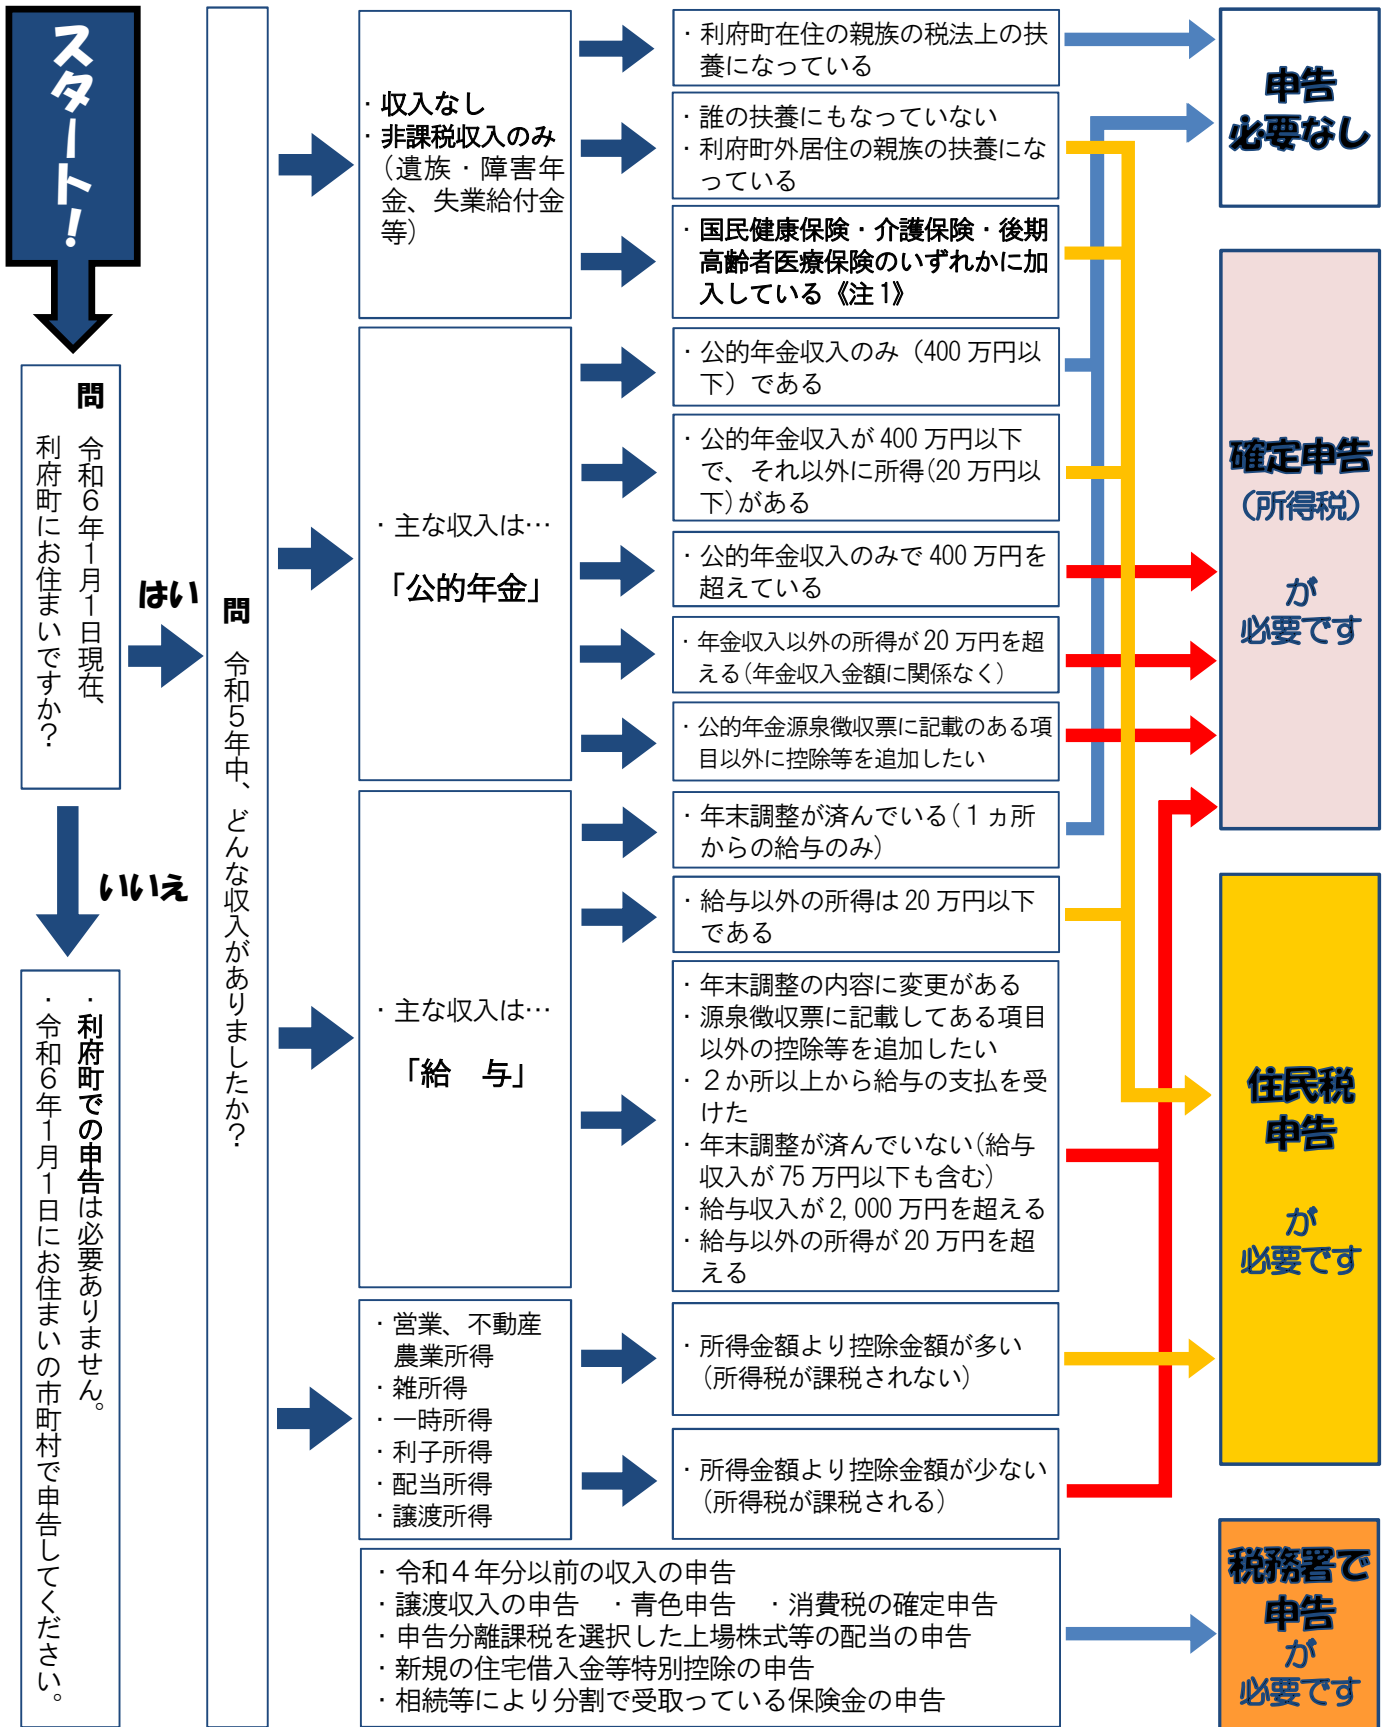 スタート！
問　令和６年１月１日現在、
利府町にお住まいですか？
はい
いいえ
・利府町での申告は必要ありません。
・令和６年１月１日にお住まいの市町村で申告してください。
問　令和５年中、どんな収入がありましたか？
・収入なし
・非課税収入のみ
（遺族・障害年
金、失業給付金
等）
・利府町在住の親族の税法上の扶
養になっている
・誰の扶養にもなっていない
・利府町外居住の親族の扶養にな
っている
・国民健康保険・介護保険・後期
高齢者医療保険のいずれかに加
入している《注1》
・主な収入は…
「公的年金」
・公的年金収入のみ（400 万円以
下）である
・公的年金収入が 400 万円以下
で、それ以外に所得(20 万円以
下)がある
・公的年金収入のみで 400 万円を
超えている
・年金収入以外の所得が 20 万円を超
える(年金収入金額に関係なく)
・公的年金源泉徴収票に記載のある項
目以外に控除等を追加したい
・主な収入は…
「給　与」
・年末調整が済んでいる(１ヵ所
からの給与のみ)
・給与以外の所得は 20 万円以下
である
・年末調整の内容に変更がある
・源泉徴収票に記載してある項目
以外の控除等を追加したい
・２か所以上から給与の支払を受
けた
・年末調整が済んでいない(給与
収入が 75 万円以下も含む)
・給与収入が 2,000 万円を超える
・給与以外の所得が 20 万円を超
える
・営業、不動産
農業所得
・雑所得
・一時所得
・利子所得
・配当所得
・譲渡所得
・所得金額より控除金額が多い
（所得税が課税されない）
・所得金額より控除金額が少ない
（所得税が課税される）
・令和４年分以前の収入の申告
・譲渡収入の申告　・青色申告　・消費税の確定申告
・申告分離課税を選択した上場株式等の配当の申告
・新規の住宅借入金等特別控除の申告
・相続等により分割で受取っている保険金の申告
申告
必要なし
確定申告
（所得税）
が
必要です
住民税
申告
が
必要です
税務署で
申告
が
必要です